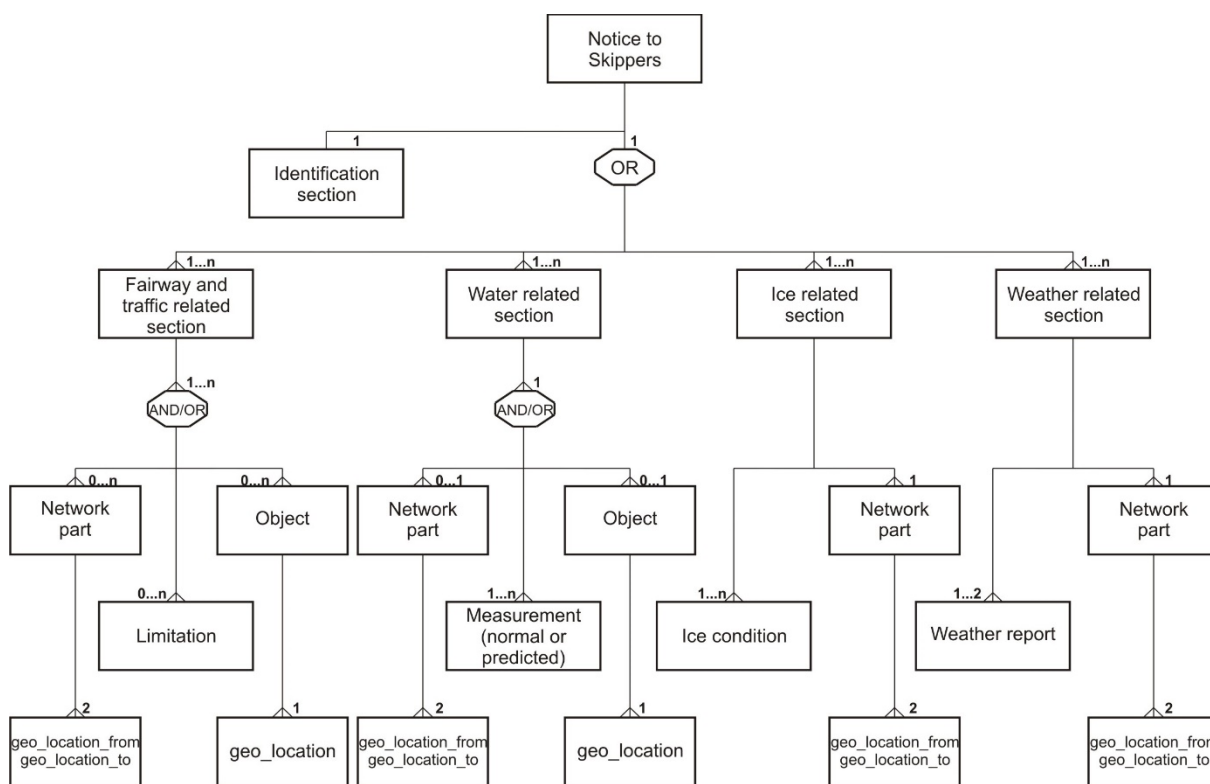 Notice to
Skippers
1
1
Identification
section
OR
1...n
1...n
1...n
1...n
Fairway and
traffic related
section
Water related
section
Ice related
section
Weather related
section
1...n
1
AND/OR
AND/OR
0...n
0...n
0...1
0...1
1
1
Network
part
Object
Network
part
Object
Network
part
Network
part
0...n
1...n
1...n
1...2
Limitation
Measurement
(normal or
predicted)
Ice condition
Weather report
2
1
2
1
2
2
geo_location_from
geo_location_to
geo_location
geo_location_from
geo_location_to
geo_location
geo_location_from
geo_location_to
geo_location_from
geo_location_to